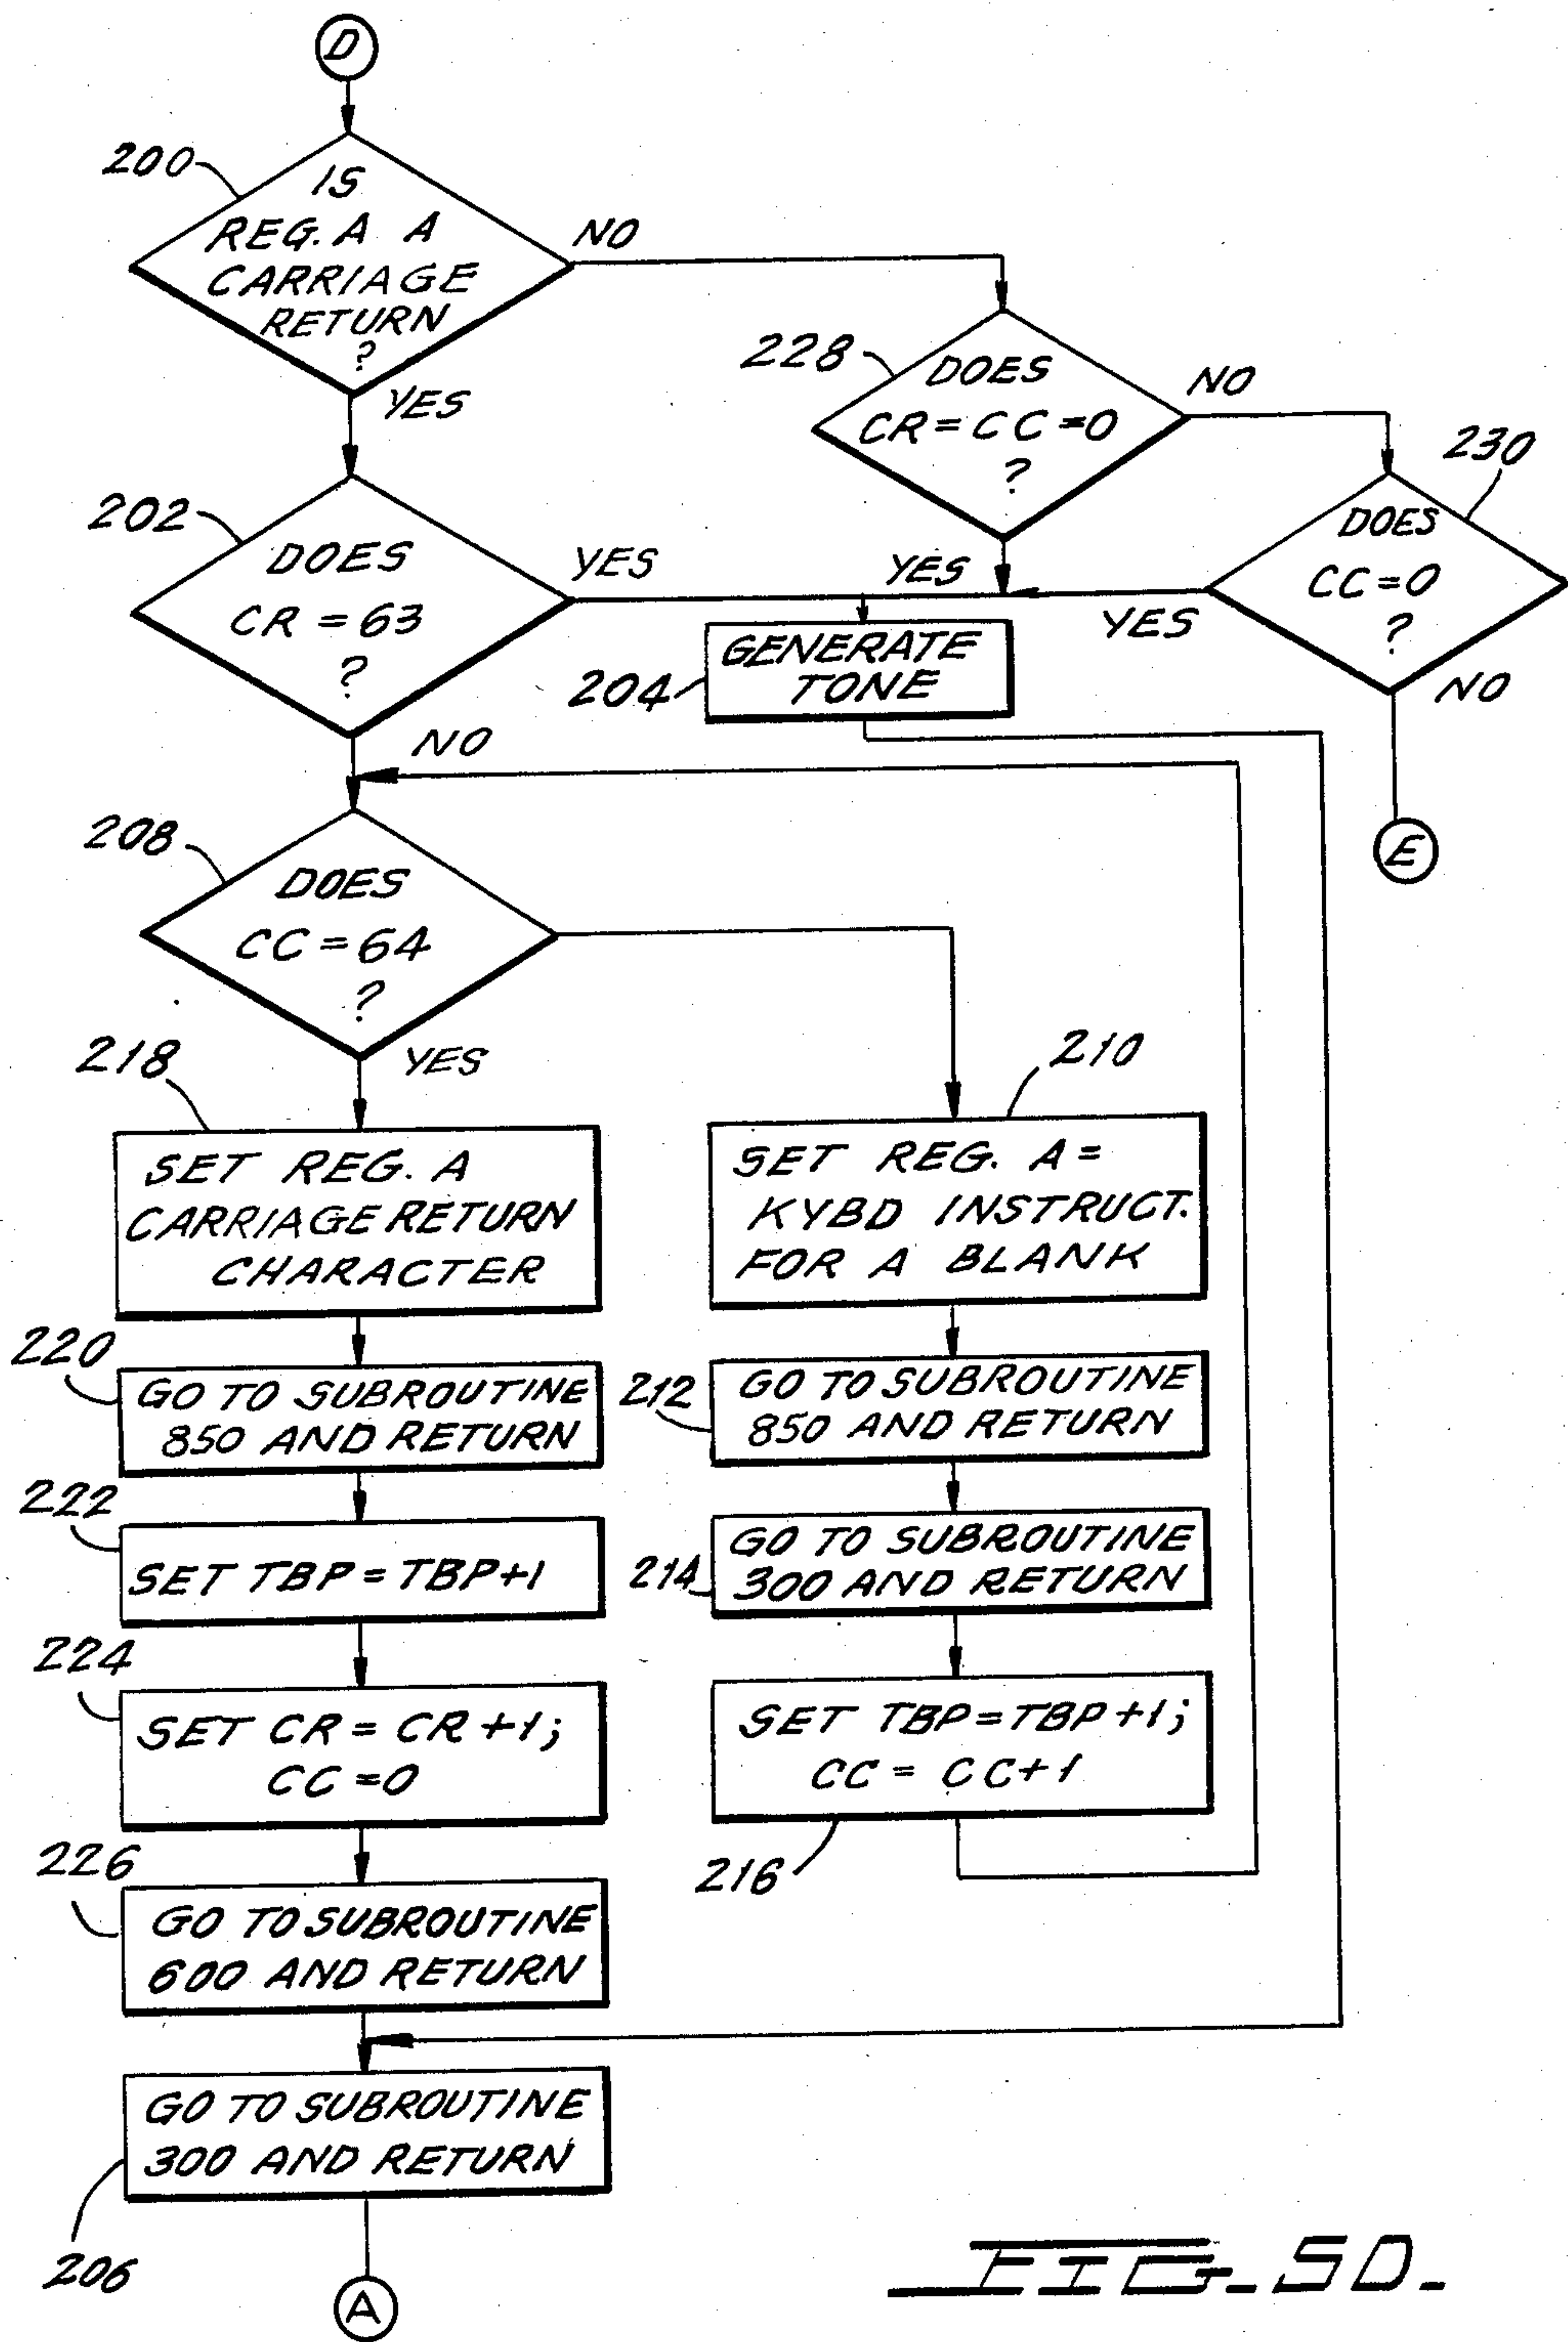 D
200
IS
REG. A A
CARRIAGE
RETURN
?
NO
YES
228
DOES
CR = CC = 0
?
NO
YES
230
DOES
CC = 0
?
YES
NO
E
202
DOES
CR = 63
?
YES
NO
204
GENERATE
TONE
208
DOES
CC = 64
?
YES
218
SET REG. A
CARRIAGE RETURN
CHARACTER
210
SET REG. A =
KYBD INSTRUCT.
FOR A BLANK
220
GO TO SUBROUTINE
850 AND RETURN
212
GO TO SUBROUTINE
850 AND RETURN
222
SET TBP = TBP+1
214
GO TO SUBROUTINE
300 AND RETURN
224
SET CR = CR +1;
CC = 0
SET TBP = TBP +1;
CC = CC+1
216
226
GO TO SUBROUTINE
600 AND RETURN
GO TO SUBROUTINE
300 AND RETURN
206
A
FIG. 5D.